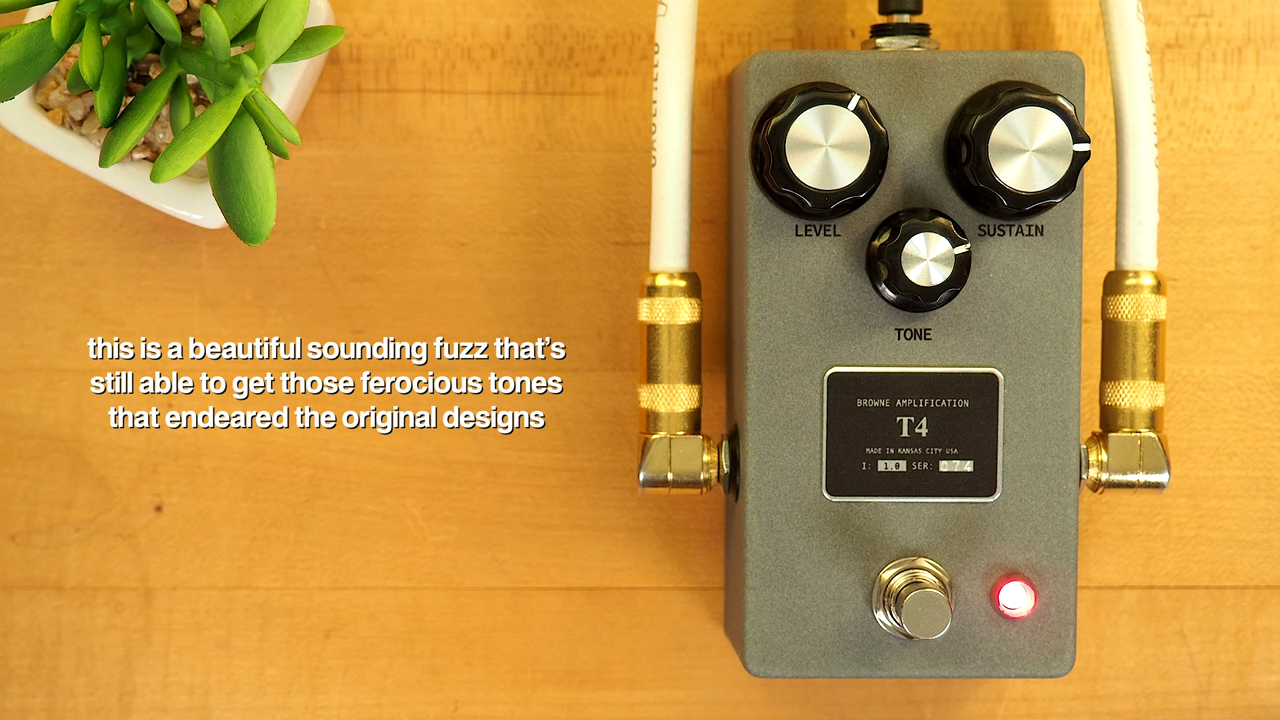 this is a beautiful sounding fuzz that's
still able to get those ferocious tones
that endeared the original designs
LEVEL
SUSTAIN
TONE
BROWNE AMPLIFICATION
T4
MADE IN KANSAS CITY USA
I: 1.0 SER: 074